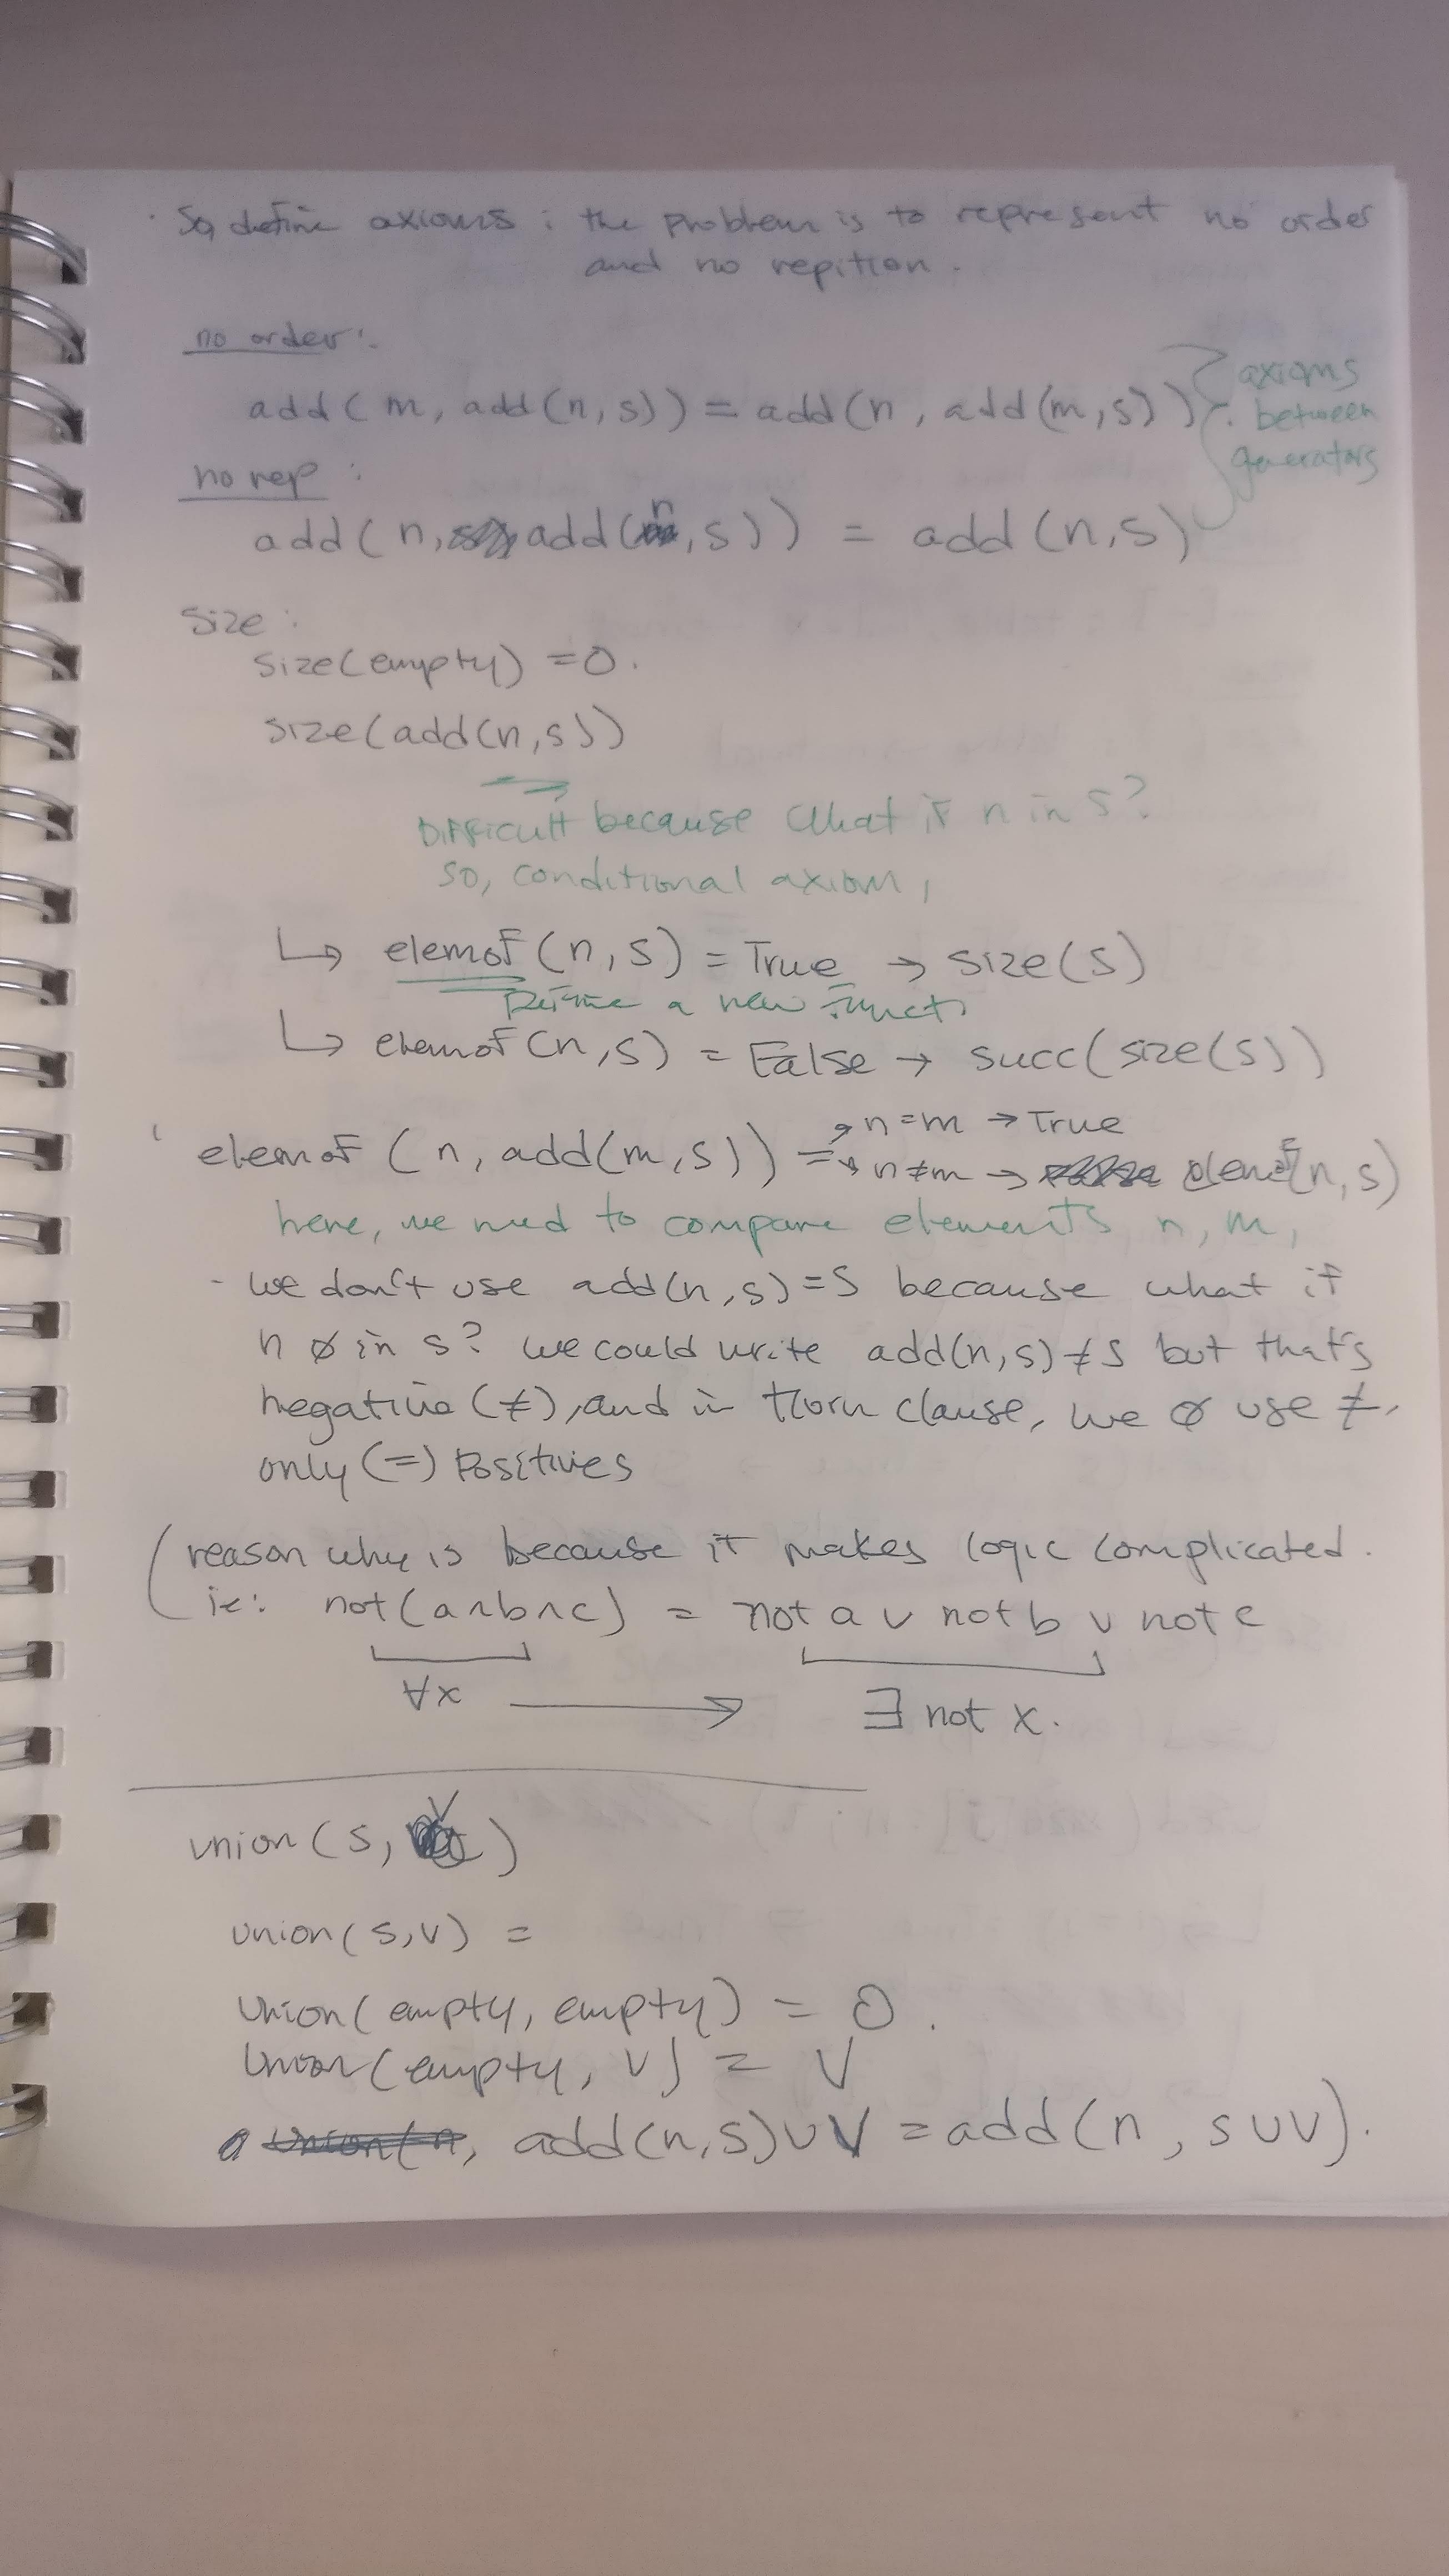 So, define axioms : the problem is to represent no order
and no repition.
no order:
add(m, add(n,s)) = add(n, add(m,s))
axioms
between
generators
no rep :
add(n, add(n,s)) = add(n,s)
Size:
size(empty) = 0.
size(add(n,s))
Difficult because what if n in s?
so, conditional axiom,
↳ elemof(n,s) = True → size(s)
Define a new funct
↳ elemof(n,s) = False → succ(size(s))
n=m → True
elemof(n, add(m,s)) = n≠m → elemof(n,s)
here, we need to compare elements n, m,
- we don't use add(n,s)=S because what if
n ∅ in s? we could write add(n,s)≠S but that's
negative (≠), and in Horn clause, we ∅ use ≠,
only (=) Positives
(reason why is because it makes logic complicated.
ie: not(a∧b∧c) = not a ∨ not b ∨ not c
∀x → ∃ not x.
union(s, v)
union(s,v) =
Union(empty, empty) = 0.
Union(empty, v) = V
add(n,s)∪V = add(n, s∪v).